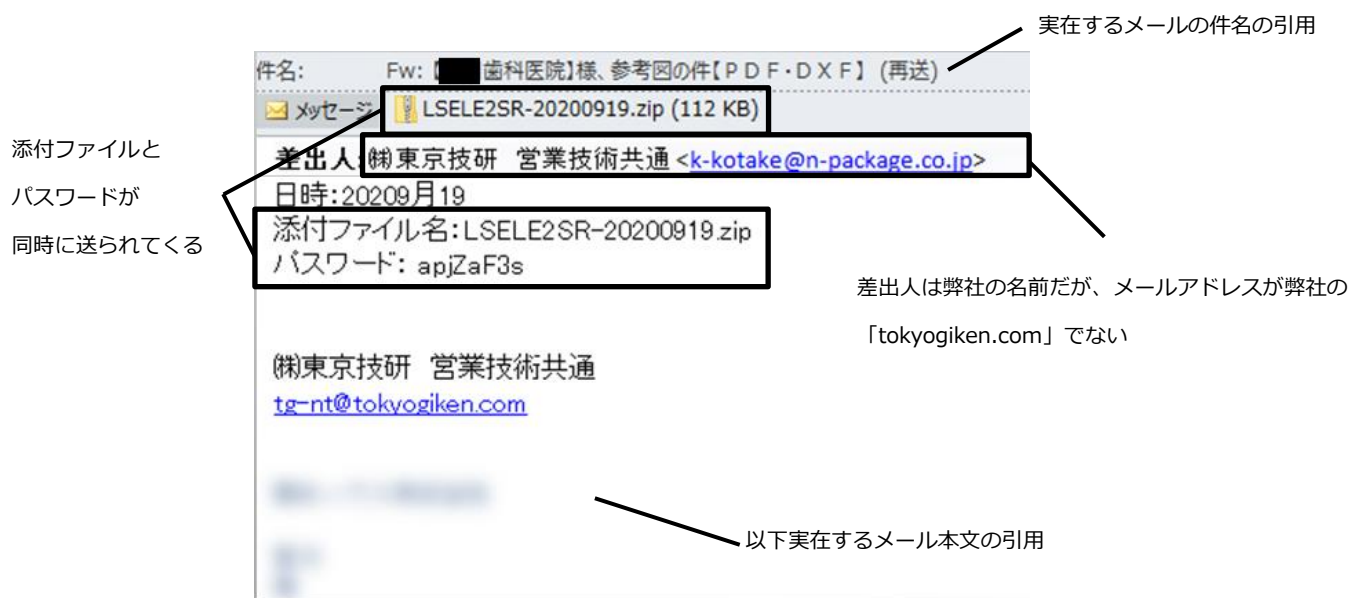 実在するメールの件名の引用
件名: Fw:【 歯科医院】様、参考図の件【ＰＤＦ・ＤＸＦ】 (再送)
メッセージ LSELE2SR-20200919.zip (112 KB)
添付ファイルと
パスワードが
同時に送られてくる
差出人:㈱東京技研 営業技術共通 <k-kotake@n-package.co.jp>
日時:20209月19
添付ファイル名:LSELE2SR-20200919.zip
パスワード: apjZaF3s
差出人は弊社の名前だが、メールアドレスが弊社の
「tokyogiken.com」でない
㈱東京技研 営業技術共通
tg-nt@tokyogiken.com
以下実在するメール本文の引用